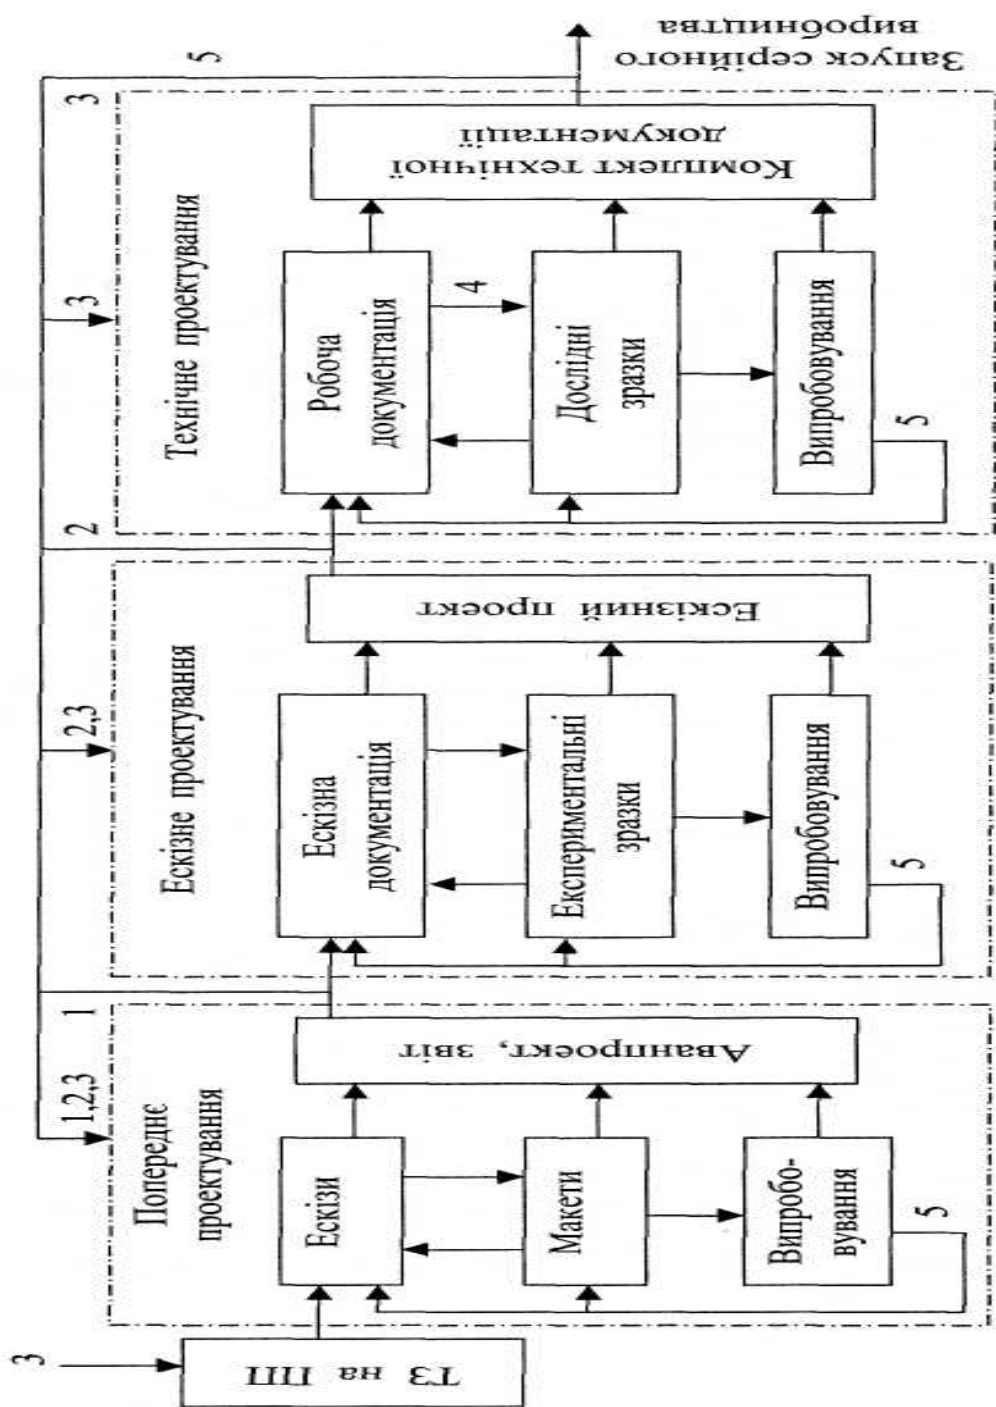 3
ТЗ на ПП
Попереднє
проектування
1,2,3
Ескізи
Макети
Випробо-
вування
5
Аванпроект, звіт
1
Ескізне проектування
2,3
Ескізна
документація
Експериментальні
зразки
Випробовування
5
Ескізний проект
2
Технічне проектування
3
Робоча
документація
4
Дослідні
зразки
Випробовування
5
Комплект технічної
документації
3
5
Запуск серійного
виробництва